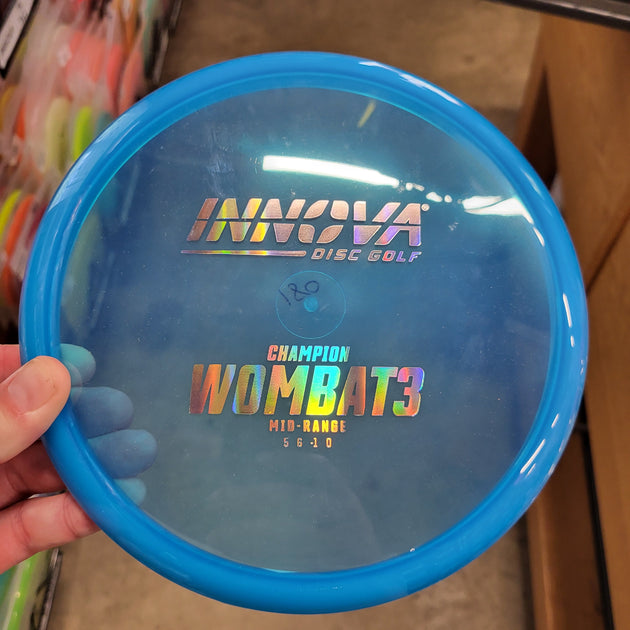 INNOVA®
DISC GOLF
180
CHAMPION
WOMBAT3
MID-RANGE
5 6 -1 0